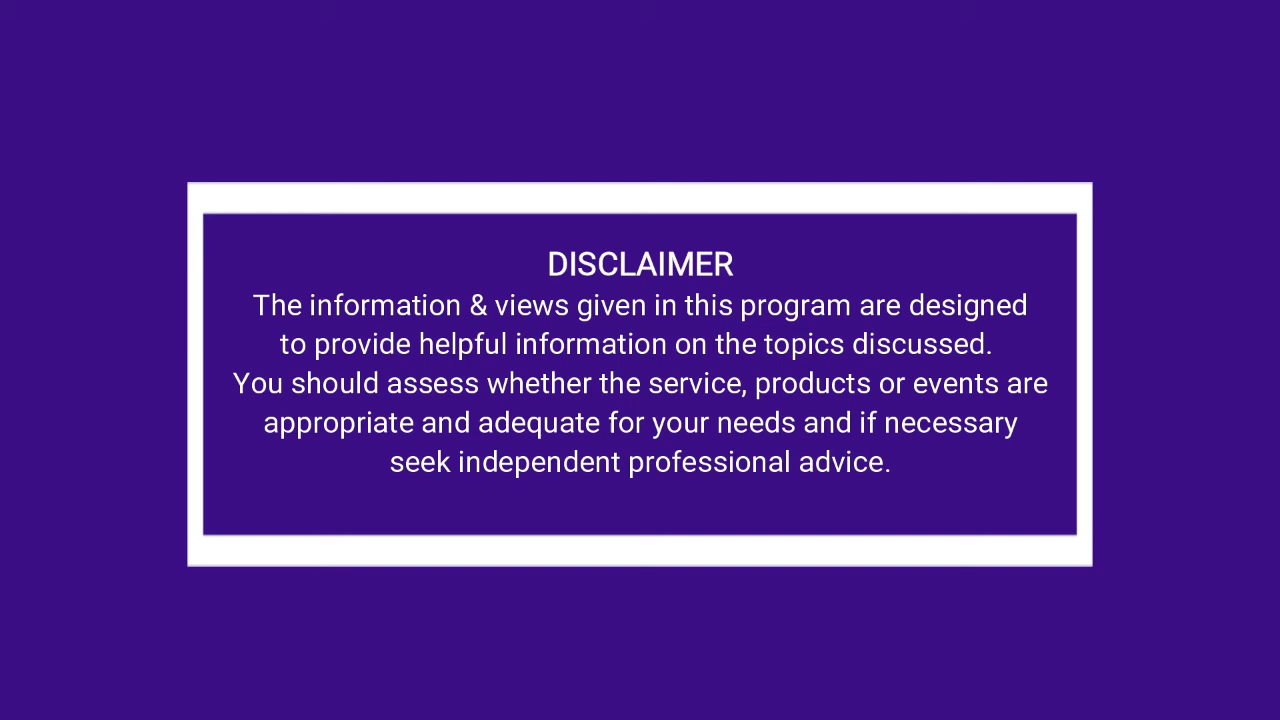 DISCLAIMER
The information & views given in this program are designed
to provide helpful information on the topics discussed.
You should assess whether the service, products or events are
appropriate and adequate for your needs and if necessary
seek independent professional advice.